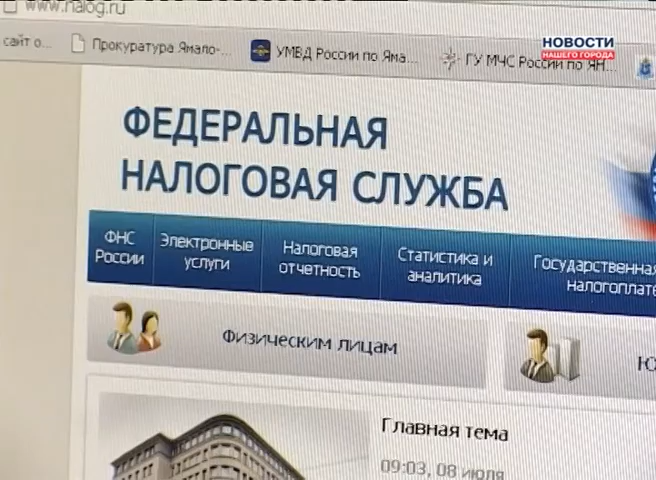 www.nalog.ru
сайт о...
Прокуратура Ямало-...
УМВД России по Яма...
ГУ МЧС России по ЯН...
НОВОСТИ
НАШЕГО ГОРОДА
ФЕДЕРАЛЬНАЯ
НАЛОГОВАЯ СЛУЖБА
ФНС
России
Электронные
услуги
Налоговая
отчетность
Статистика и
аналитика
Государственная
налогоплате
Физическим лицам
Ю
Главная тема
09:03, 08 июля